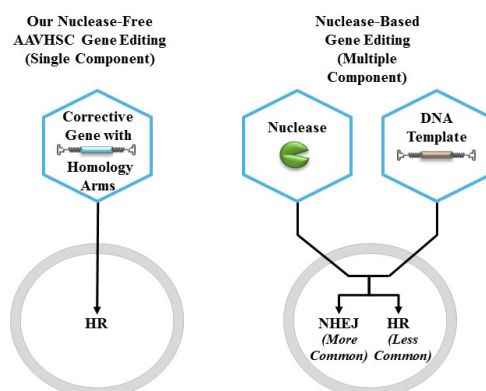 Our Nuclease-Free
AAVHSC Gene Editing
(Single Component)
Corrective
Gene with
Homology
Arms
HR
Nuclease-Based
Gene Editing
(Multiple
Component)
Nuclease
DNA
Template
NHEJ
(More
Common)
HR
(Less
Common)